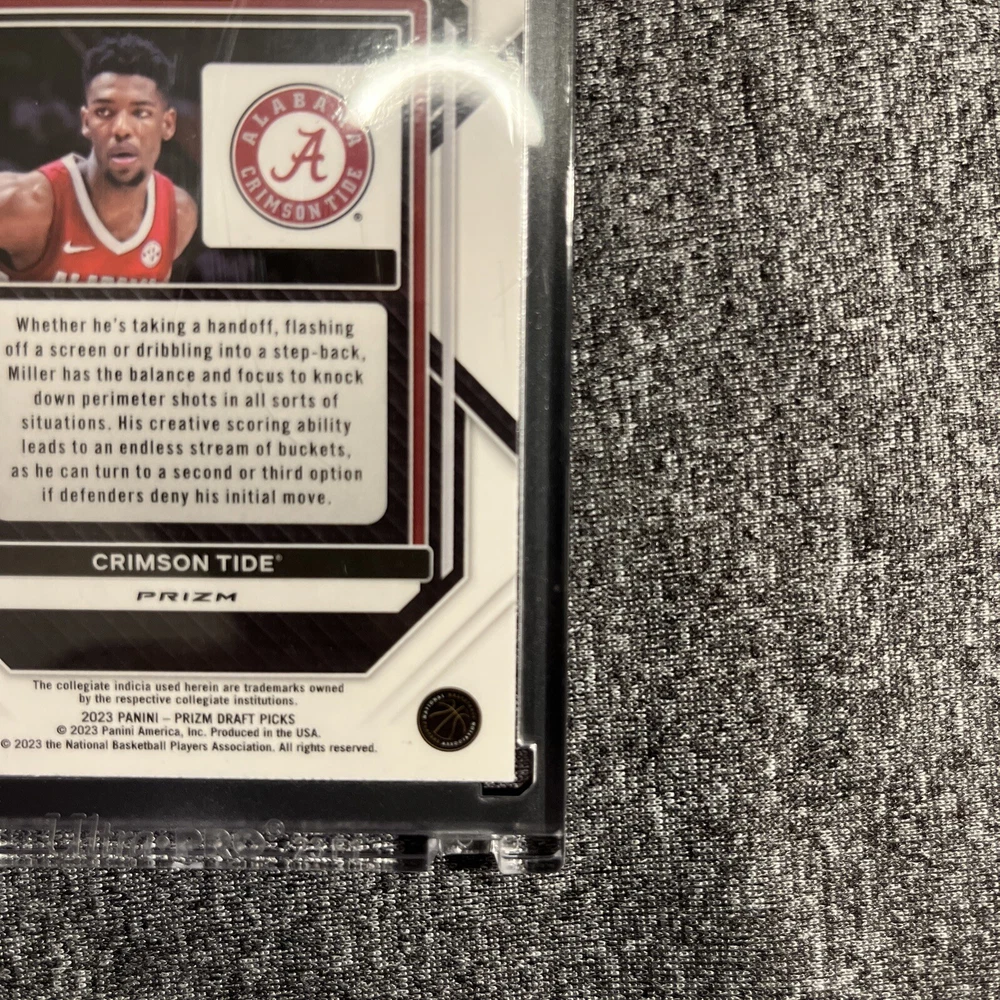 ALABAMA
CRIMSON TIDE
A
®
ALABAMA
Whether he's taking a handoff, flashing
off a screen or dribbling into a step-back,
Miller has the balance and focus to knock
down perimeter shots in all sorts of
situations. His creative scoring ability
leads to an endless stream of buckets,
as he can turn to a second or third option
if defenders deny his initial move.
CRIMSON TIDE®
PRIZM
The collegiate indicia used herein are trademarks owned
by the respective collegiate institutions.
2023 PANINI – PRIZM DRAFT PICKS
© 2023 Panini America, Inc. Produced in the USA.
© 2023 the National Basketball Players Association. All rights reserved.
Ultra PRO®